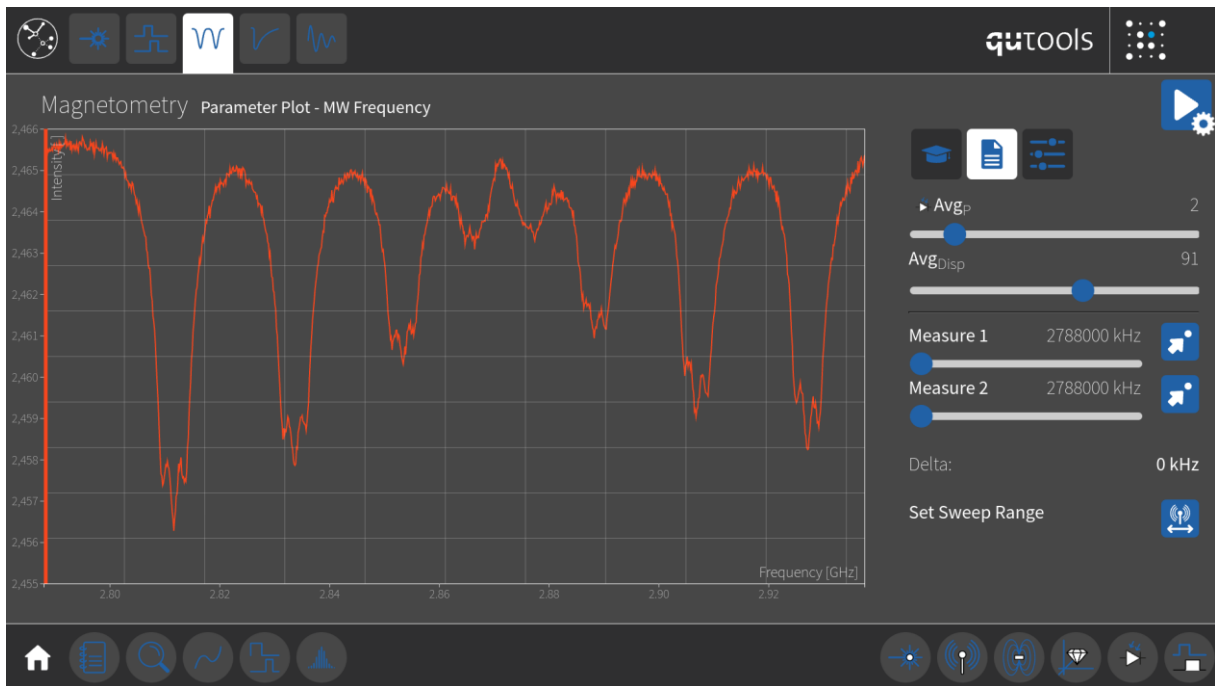 qutools
Magnetometry Parameter Plot - MW Frequency
2,466
2,465
2,464
2,463
2,462
2,461
2,460
2,459
2,458
2,457
2,456
2,455
Intensity [ ]
2.80 2.82 2.84 2.86 2.88 2.90 2.92
Frequency [GHz]
AvgP 2
AvgDisp 91
Measure 1 2788000 kHz
Measure 2 2788000 kHz
Delta: 0 kHz
Set Sweep Range